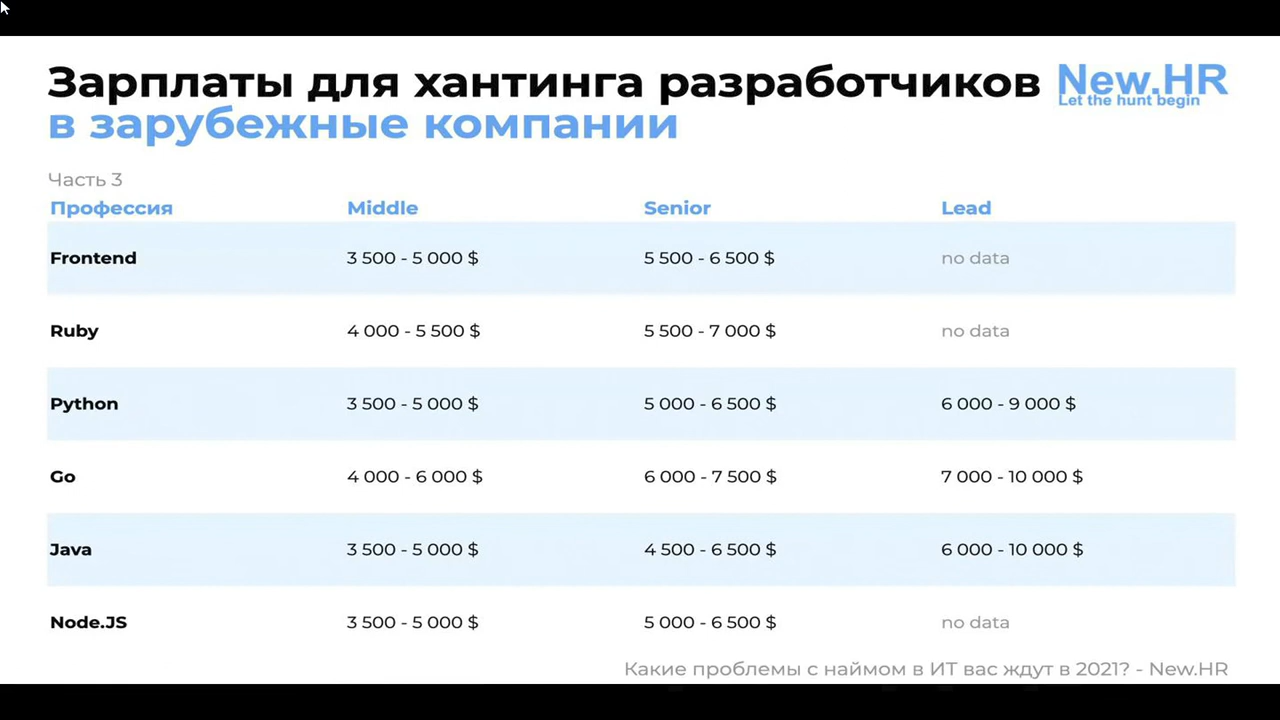 Зарплаты для хантинга разработчиков
в зарубежные компании
New.HR
Let the hunt begin
Часть 3
Профессия Middle Senior Lead
Frontend 3 500 - 5 000 $ 5 500 - 6 500 $ no data
Ruby 4 000 - 5 500 $ 5 500 - 7 000 $ no data
Python 3 500 - 5 000 $ 5 000 - 6 500 $ 6 000 - 9 000 $
Go 4 000 - 6 000 $ 6 000 - 7 500 $ 7 000 - 10 000 $
Java 3 500 - 5 000 $ 4 500 - 6 500 $ 6 000 - 10 000 $
Node.JS 3 500 - 5 000 $ 5 000 - 6 500 $ no data
Какие проблемы с наймом в ИТ вас ждут в 2021? - New.HR